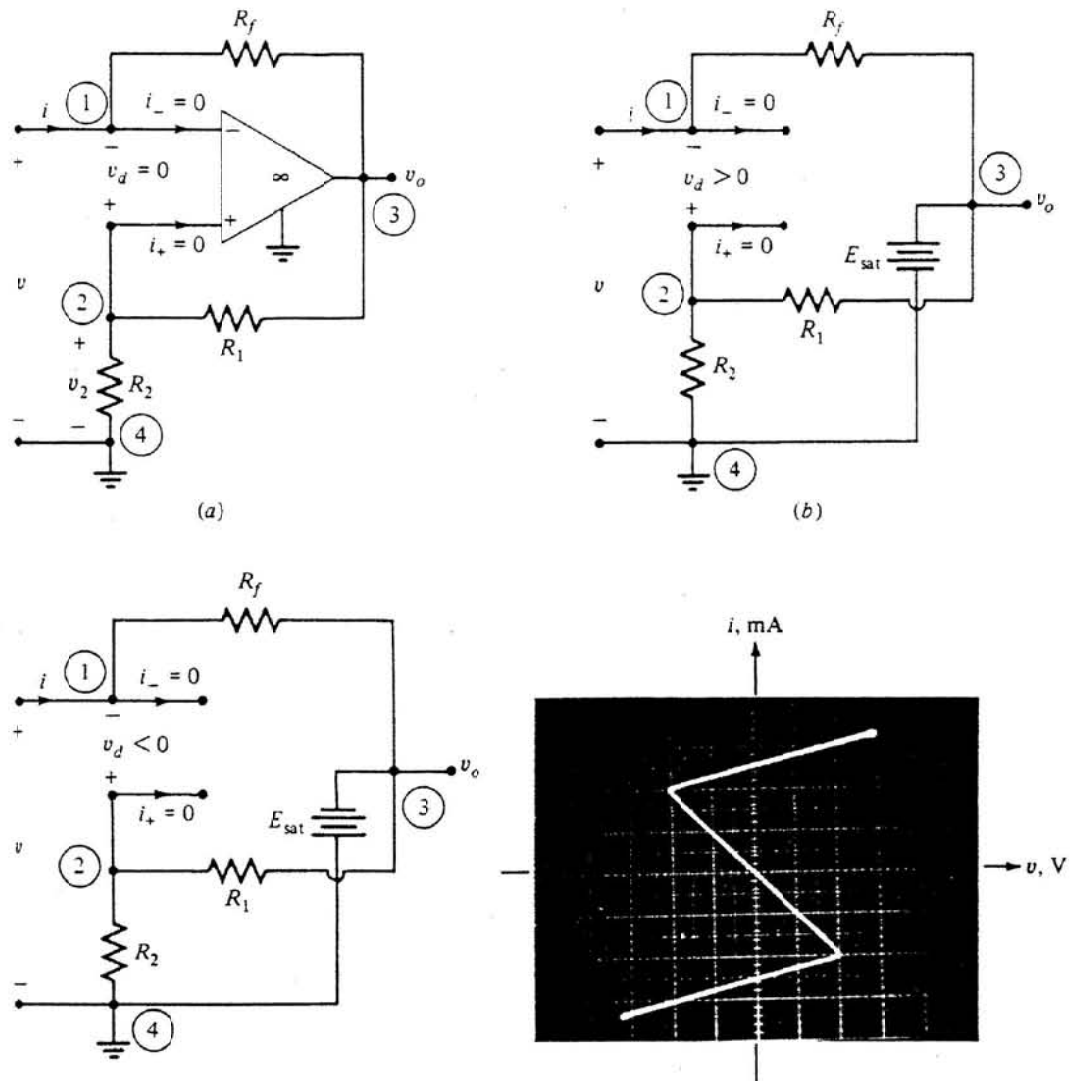 R_f
i 1 i_− = 0
+ −
v_d = 0 −
∞ v_o
+ + 3
i_+ = 0
v
2
+ R_1
v_2 R_2
− − 4
(a)
R_f
i 1 i_− = 0
+ −
v_d > 0 3
+ v_o
i_+ = 0 E_sat
v 2
R_1
R_2
−
4
(b)
R_f
i 1 i_− = 0
+ −
v_d < 0
+ v_o
i_+ = 0 E_sat 3
v
2
R_1
R_2
−
4
i, mA
v, V